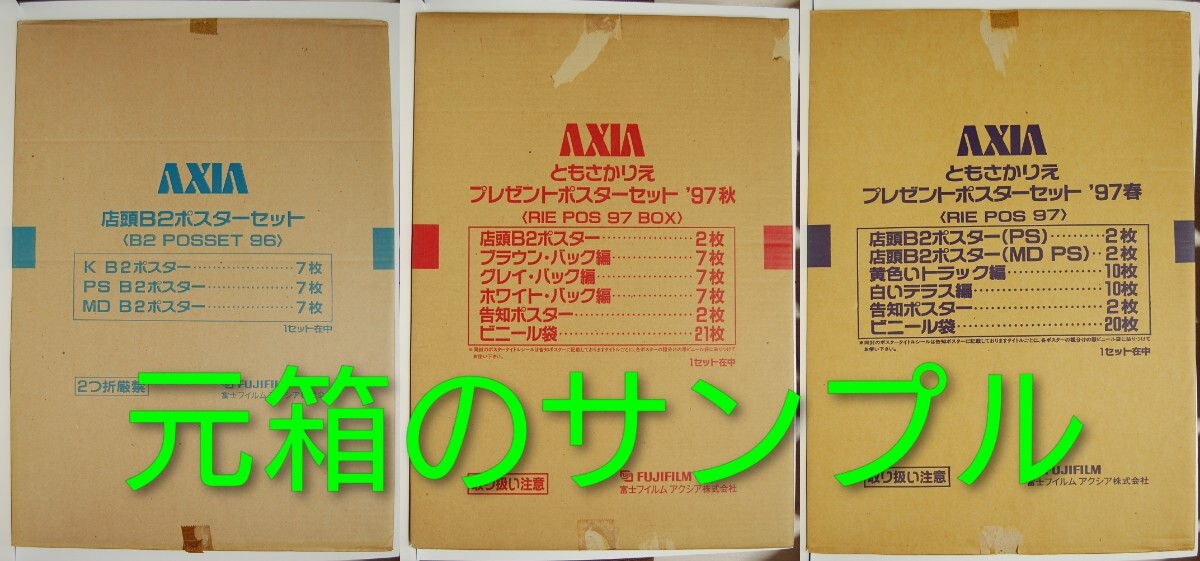 AXIA
店頭B2ポスターセット
〈B2 POSSET 96〉
K B2ポスター…………………7枚
PS B2ポスター………………7枚
MD B2ポスター………………7枚
1セット在中
2つ折厳禁
FUJIFILM
富士フイルム アクシア
AXIA
ともさかりえ
プレゼントポスターセット '97秋
〈RIE POS 97 BOX〉
店頭B2ポスター………………2枚
ブラウン・バック編……………7枚
グレイ・バック編………………7枚
ホワイト・バック編……………7枚
告知ポスター…………………2枚
ビニール袋……………………21枚
1セット在中
取り扱い注意
FUJIFILM
富士フイルム アクシア株式会社
AXIA
ともさかりえ
プレゼントポスターセット '97春
〈RIE POS 97〉
店頭B2ポスター(PS)…………2枚
店頭B2ポスター(MD PS)…2枚
黄色いトラック編……………10枚
白いテラス編…………………10枚
告知ポスター…………………2枚
ビニール袋……………………20枚
1セット在中
取り扱い注意
FUJIFILM
富士フイルム アクシア株式会社
元箱のサンプル